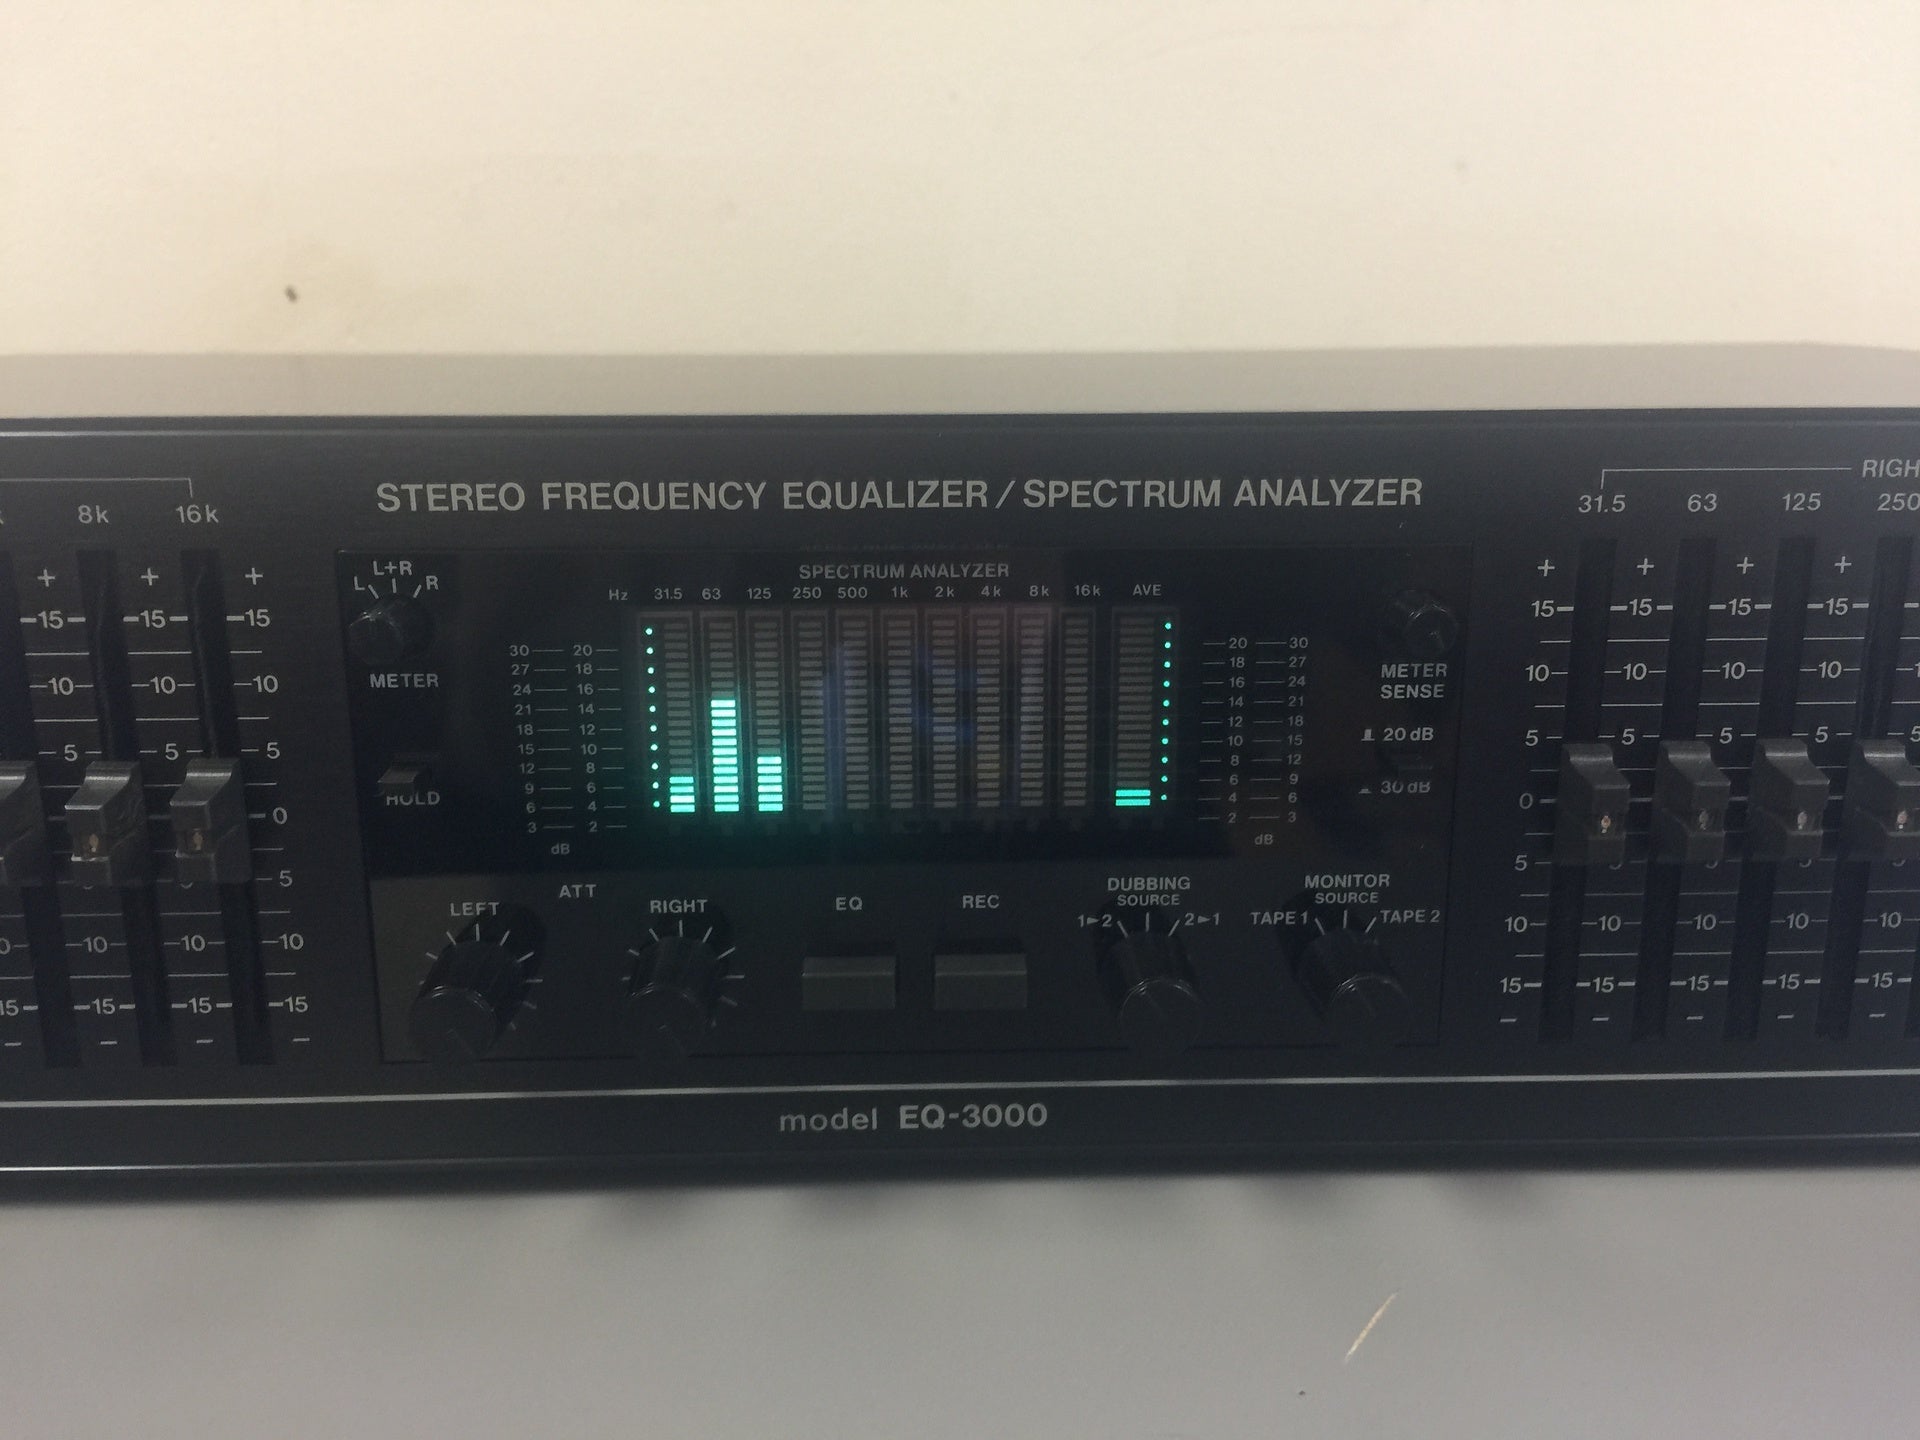 STEREO FREQUENCY EQUALIZER / SPECTRUM ANALYZER
8k 16k
+ + +
15 15 15
10 10 10
5 5 5
0
5
10 10
15 15 15
- - -
L L+R R
METER
HOLD
SPECTRUM ANALYZER
Hz 31.5 63 125 250 500 1k 2k 4k 8k 16k AVE
30 20
27 18
24 16
21 14
18 12
15 10
12 8
9 6
6 4
3 2
dB
20 30
18 27
16 24
14 21
12 18
10 15
8 12
6 9
4 6
2 3
dB
METER
SENSE
20 dB
30 dB
ATT
LEFT RIGHT
EQ REC
DUBBING
SOURCE
1►2 2►1
MONITOR
SOURCE
TAPE 1 TAPE 2
31.5 63 125 250
+ + + +
15 15 15 15
10 10 10 10
5 5 5 5
0
5
10 10 10 10
15 15 15 15
- - - -
model EQ-3000